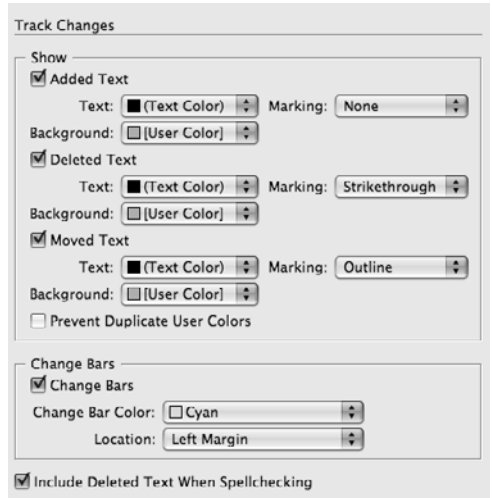 Track Changes
Show
Added Text
Text: (Text Color) Marking: None
Background: [User Color]
Deleted Text
Text: (Text Color) Marking: Strikethrough
Background: [User Color]
Moved Text
Text: (Text Color) Marking: Outline
Background: [User Color]
Prevent Duplicate User Colors
Change Bars
Change Bars
Change Bar Color: Cyan
Location: Left Margin
Include Deleted Text When Spellchecking